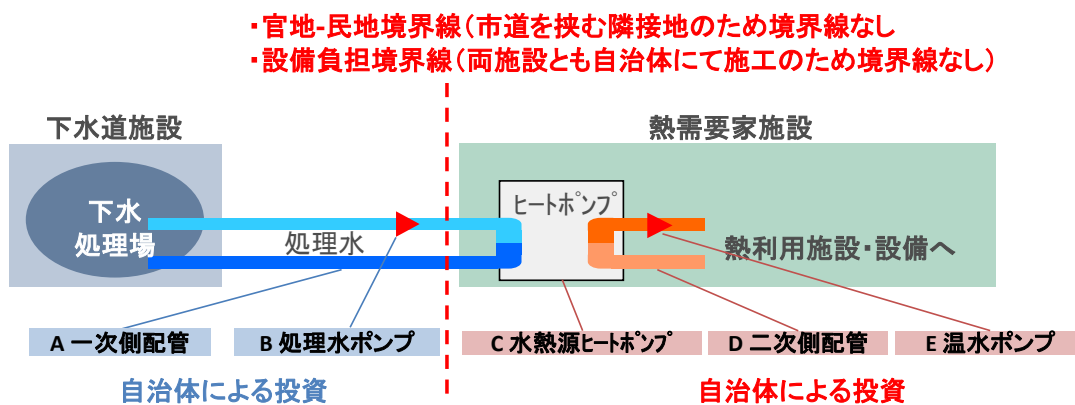 ・官地-民地境界線（市道を挟む隣接地のため境界線なし
・設備負担境界線（両施設とも自治体にて施工のため境界線なし）
下水道施設
熱需要家施設
下水
処理場
処理水
ﾋｰﾄﾎﾟﾝﾌﾟ
熱利用施設・設備へ
A 一次側配管
B 処理水ポンプ
C 水熱源ﾋｰﾄﾎﾟﾝﾌﾟ
D 二次側配管
E 温水ポンプ
自治体による投資
自治体による投資